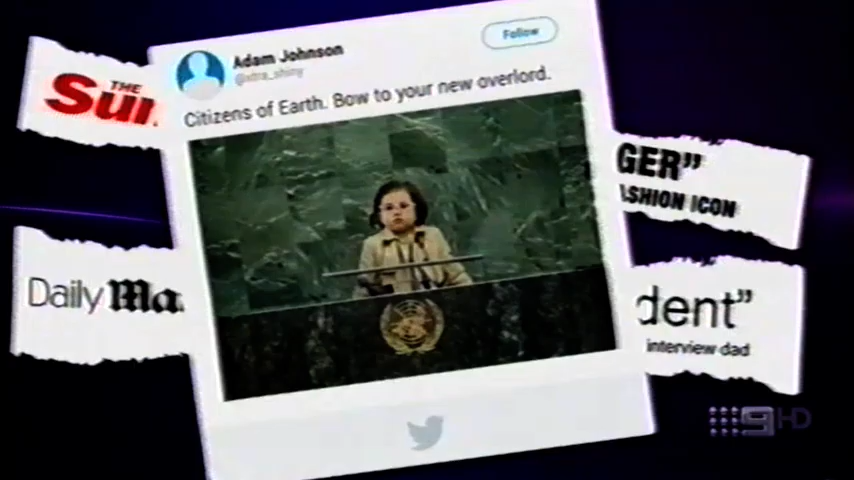 THE
Sun.
Adam Johnson
@xtra_shiny
Follow
Citizens of Earth. Bow to your new overlord.
GER”
ASHION ICON
Daily Ma
dent”
interview dad
9HD